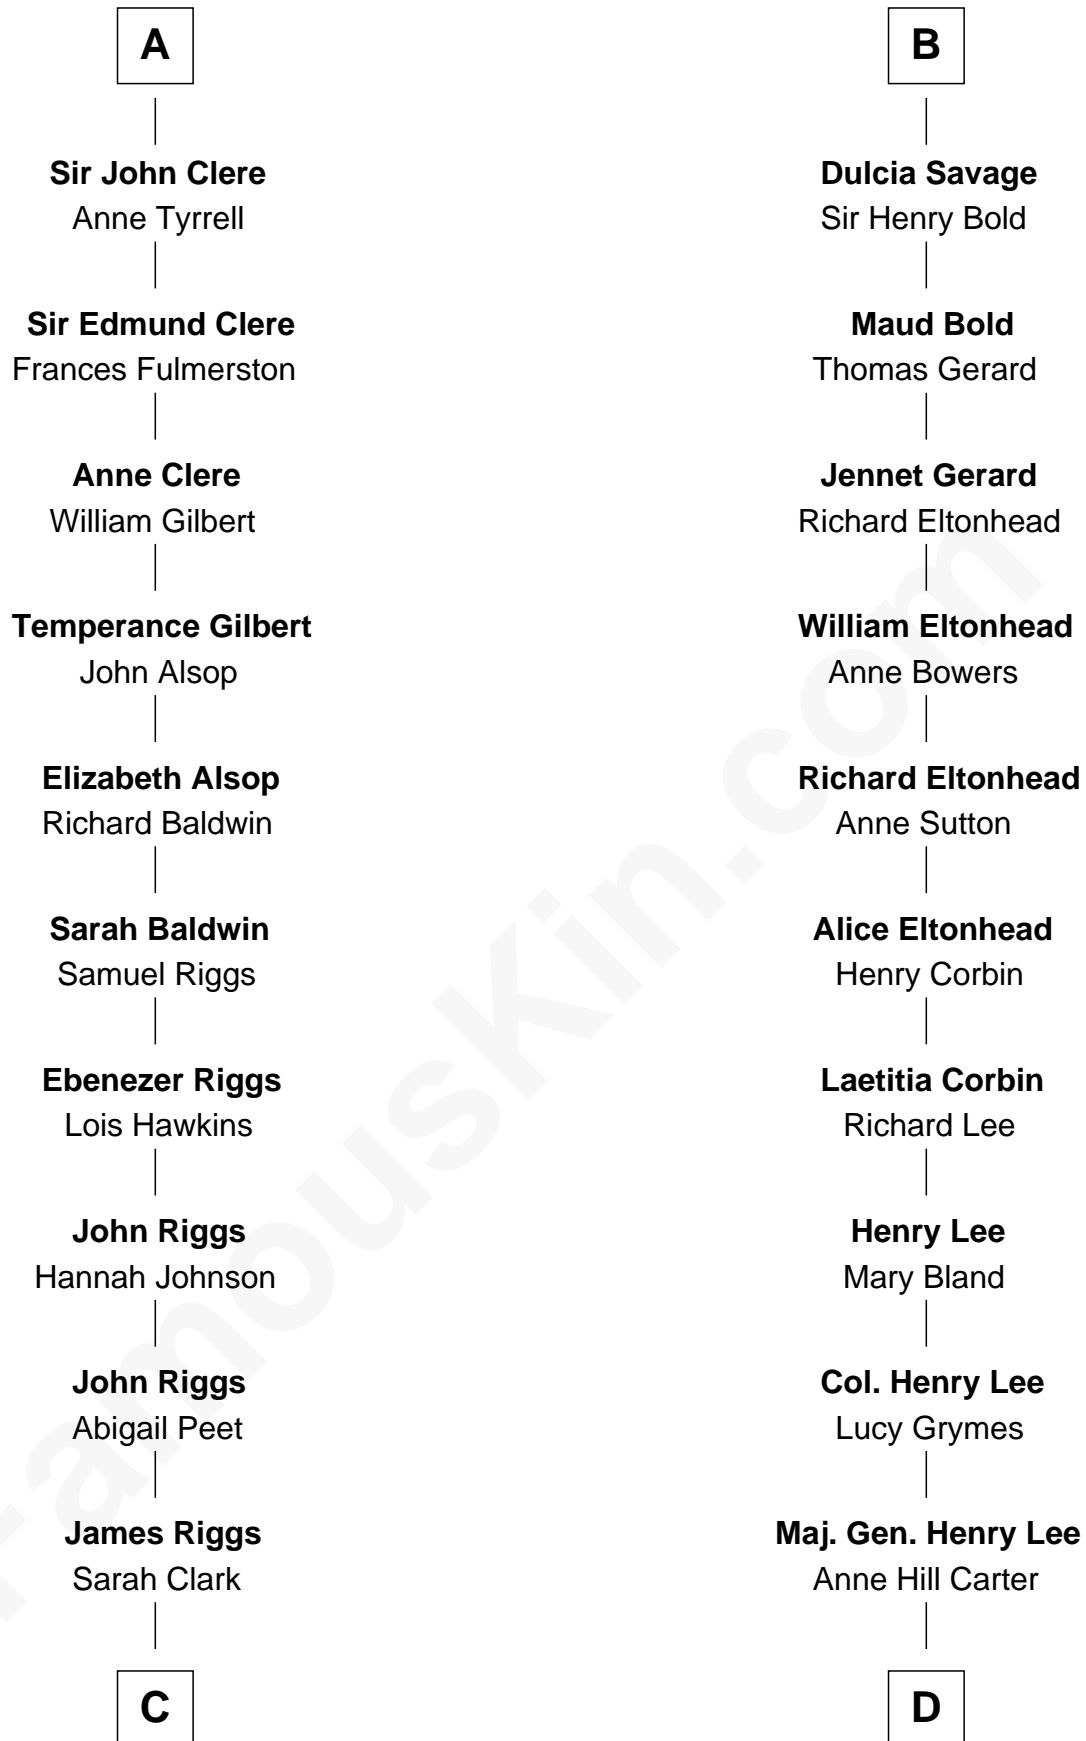 A
Sir John Clere
Anne Tyrrell
Sir Edmund Clere
Frances Fulmerston
Anne Clere
William Gilbert
Temperance Gilbert
John Alsop
Elizabeth Alsop
Richard Baldwin
Sarah Baldwin
Samuel Riggs
Ebenezer Riggs
Lois Hawkins
John Riggs
Hannah Johnson
John Riggs
Abigail Peet
James Riggs
Sarah Clark
C
B
Dulcia Savage
Sir Henry Bold
Maud Bold
Thomas Gerard
Jennet Gerard
Richard Eltonhead
William Eltonhead
Anne Bowers
Richard Eltonhead
Anne Sutton
Alice Eltonhead
Henry Corbin
Laetitia Corbin
Richard Lee
Henry Lee
Mary Bland
Col. Henry Lee
Lucy Grymes
Maj. Gen. Henry Lee
Anne Hill Carter
D
FamousKin.com